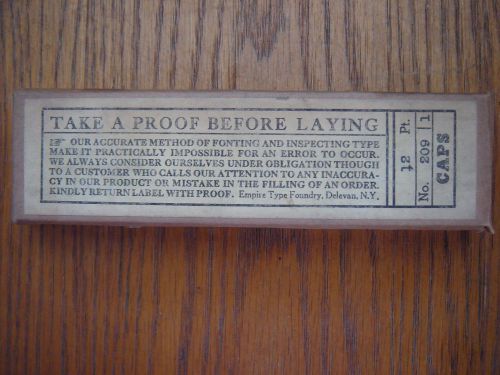 TAKE A PROOF BEFORE LAYING
☞ OUR ACCURATE METHOD OF FONTING AND INSPECTING TYPE
MAKE IT PRACTICALLY IMPOSSIBLE FOR AN ERROR TO OCCUR.
WE ALWAYS CONSIDER OURSELVES UNDER OBLIGATION THOUGH
TO A CUSTOMER WHO CALLS OUR ATTENTION TO ANY INACCURA-
CY IN OUR PRODUCT OR MISTAKE IN THE FILLING OF AN ORDER.
KINDLY RETURN LABEL WITH PROOF. Empire Type Foundry, Delevan, N.Y.
12 Pt.
No. 209 1
CAPS